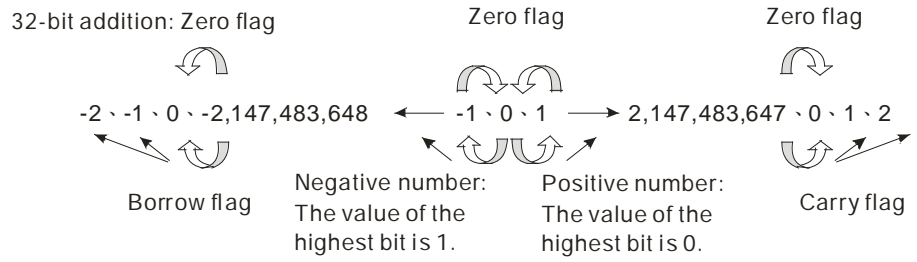 32-bit addition: Zero flag Zero flag Zero flag
-2、-1、0、-2,147,483,648 -1、0、1 2,147,483,647、0、1、2
Borrow flag Negative number: Positive number: Carry flag
The value of the The value of the
highest bit is 1. highest bit is 0.